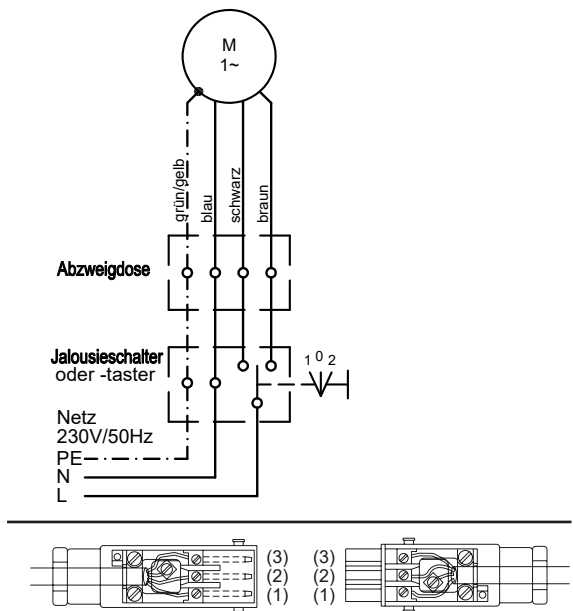 M
1~
grün/gelb
blau
schwarz
braun
Abzweigdose
Jalousieschalter
oder -taster
1 0 2
Netz
230V/50Hz
PE
N
L
(3)
(2)
(1)
(3)
(2)
(1)